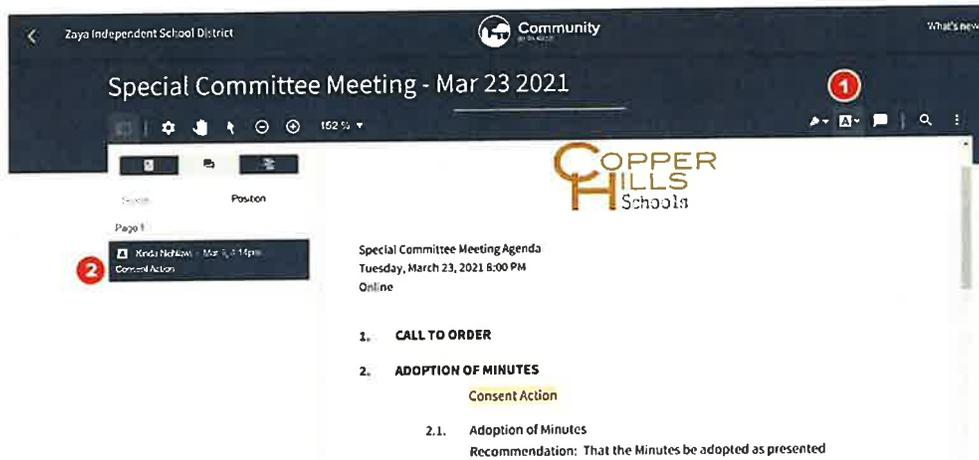 Zaya Independent School District
Community
What's new
Special Committee Meeting - Mar 23 2021
1
152 %
COPPER
HILLS
Schools
Position
Page 1
2
Consent Action
Special Committee Meeting Agenda
Tuesday, March 23, 2021 8:00 PM
Online
1. CALL TO ORDER
2. ADOPTION OF MINUTES
Consent Action
2.1. Adoption of Minutes
Recommendation: That the Minutes be adopted as presented